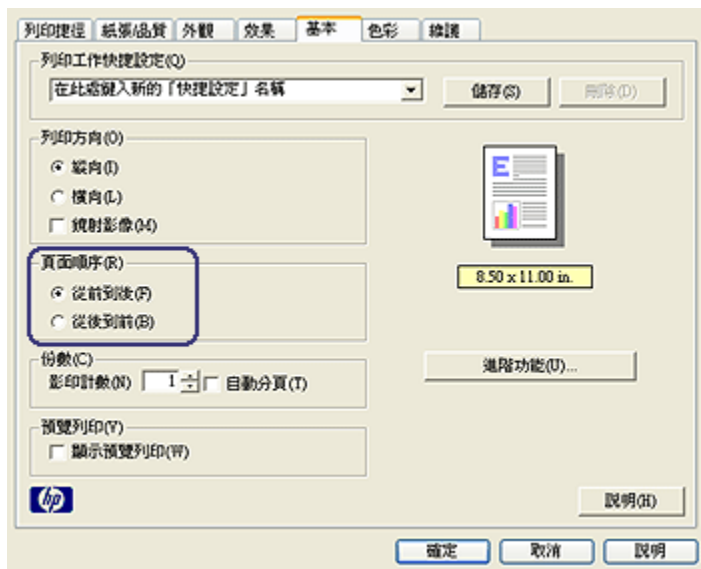 列印捷徑 紙張/品質 外觀 效果 基本 色彩 維護
列印工作快捷設定(Q)
在此處鍵入新的「快捷設定」名稱 儲存(S) 刪除(D)
列印方向(O)
縱向(I)
橫向(L)
鏡射影像(M)
E
頁面順序(R)
從前到後(F)
從後到前(B)
8.50 x 11.00 in.
份數(C)
影印計數(N) 1 自動分頁(T)
進階功能(U)...
預覽列印(Y)
顯示預覽列印(W)
hp
說明(H)
確定 取消 說明